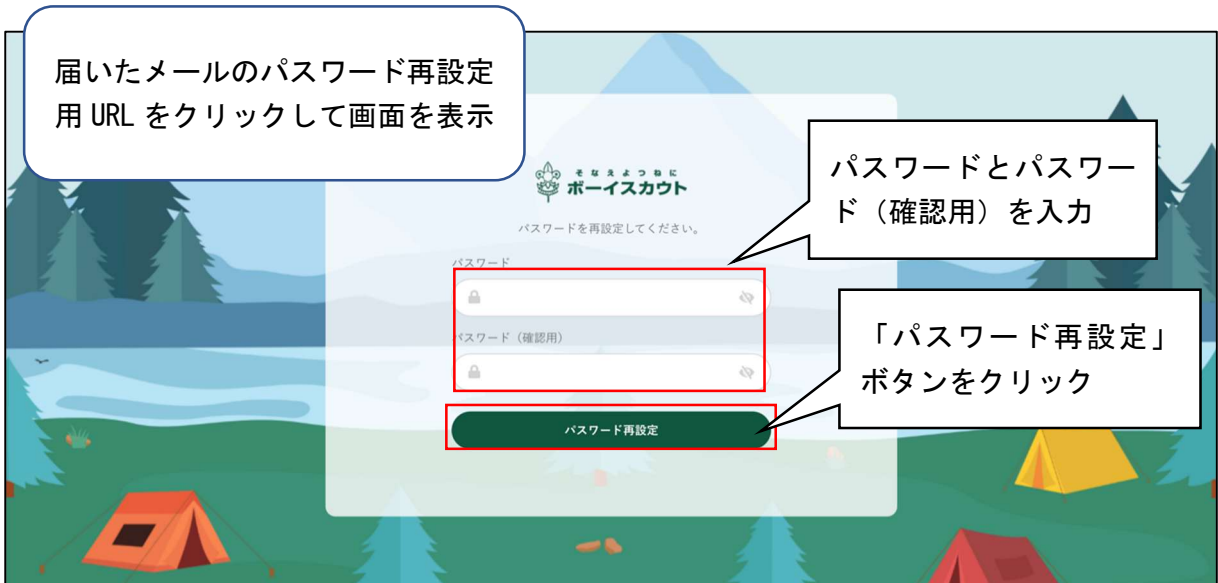 届いたメールのパスワード再設定
用 URL をクリックして画面を表示
そなえよつねに
ボーイスカウト
パスワードを再設定してください。
パスワードとパスワー
ド（確認用）を入力
パスワード
パスワード（確認用）
「パスワード再設定」
ボタンをクリック
パスワード再設定